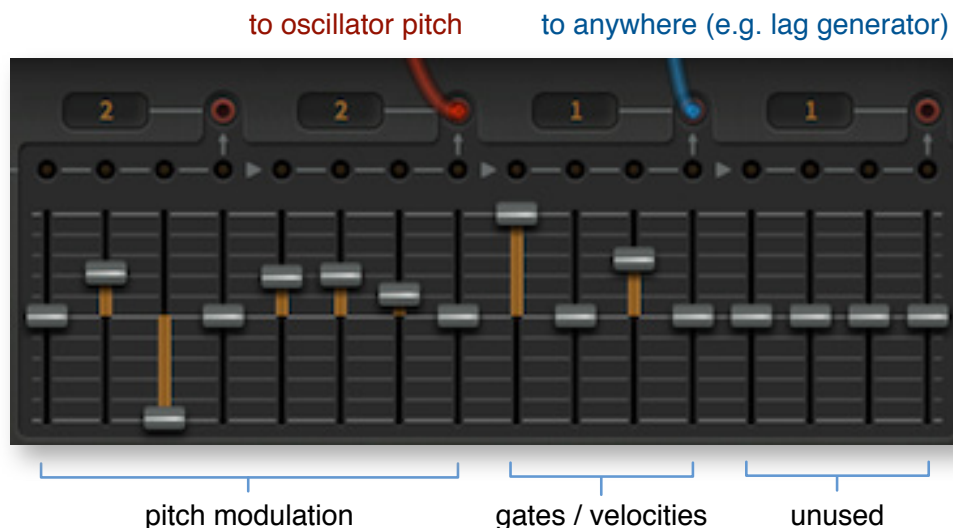 to oscillator pitch
to anywhere (e.g. lag generator)
2
2
1
1
pitch modulation
gates / velocities
unused